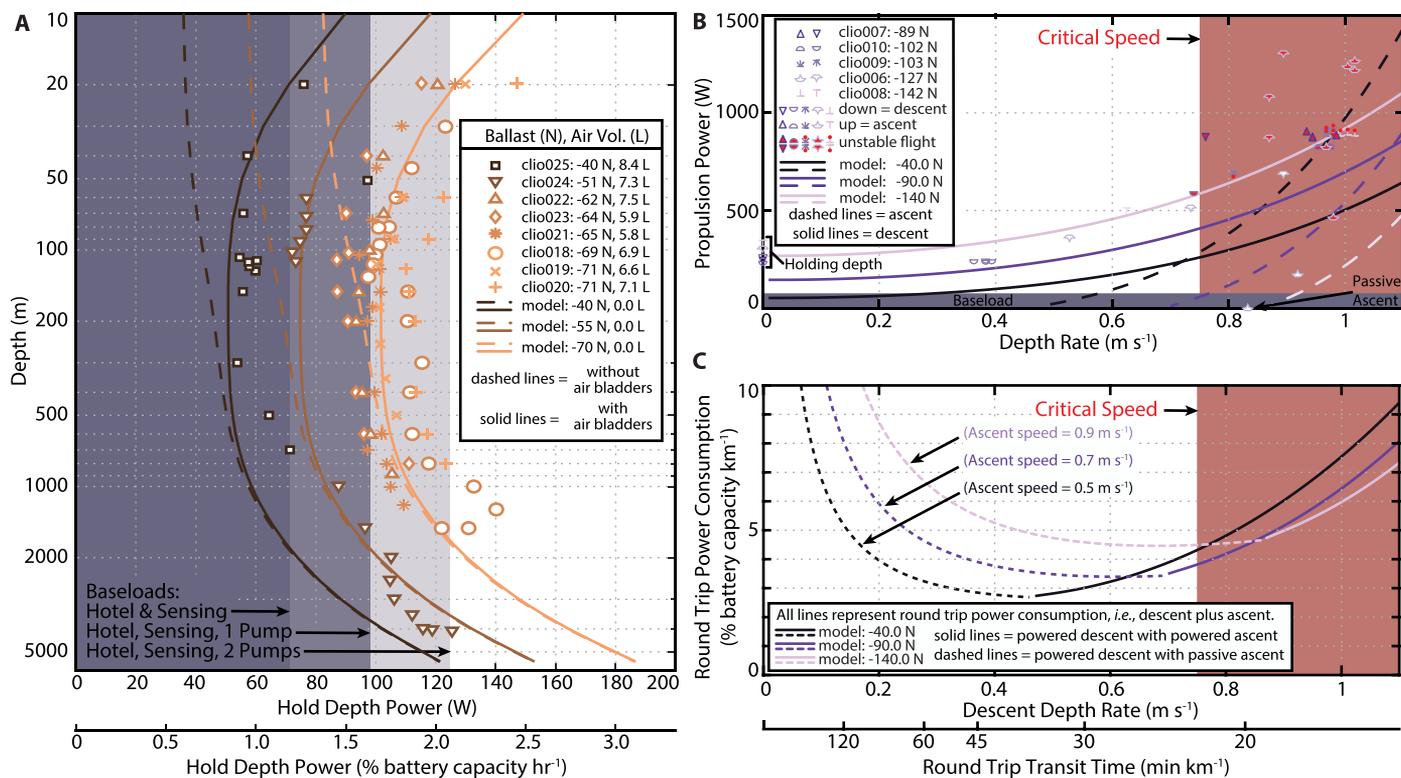 A
10
20
50
100
200
500
1000
2000
5000
Depth (m)
Ballast (N), Air Vol. (L)
clio025: -40 N, 8.4 L
clio024: -51 N, 7.3 L
clio022: -62 N, 7.5 L
clio023: -64 N, 5.9 L
clio021: -65 N, 5.8 L
clio018: -69 N, 6.9 L
clio019: -71 N, 6.6 L
clio020: -71 N, 7.1 L
model: -40 N, 0.0 L
model: -55 N, 0.0 L
model: -70 N, 0.0 L
dashed lines = without air bladders
solid lines = with air bladders
Baseloads:
Hotel & Sensing
Hotel, Sensing, 1 Pump
Hotel, Sensing, 2 Pumps
0 20 40 60 80 100 120 140 160 200
Hold Depth Power (W)
0 0.5 1.0 1.5 2.0 2.5 3.0
Hold Depth Power (% battery capacity hr-1)
B
1500
1000
500
0
Propulsion Power (W)
clio007: -89 N
clio010: -102 N
clio009: -103 N
clio006: -127 N
clio008: -142 N
down = descent
up = ascent
unstable flight
model: -40.0 N
model: -90.0 N
model: -140 N
dashed lines = ascent
solid lines = descent
Critical Speed
Holding depth
Baseload
Passive
Ascent
0 0.2 0.4 0.6 0.8 1
Depth Rate (m s-1)
C
10
5
0
Round Trip Power Consumption
(% battery capacity km-1)
Critical Speed
(Ascent speed = 0.9 m s-1)
(Ascent speed = 0.7 m s-1)
(Ascent speed = 0.5 m s-1)
All lines represent round trip power consumption, i.e., descent plus ascent.
model: -40.0 N
model: -90.0 N
model: -140.0 N
solid lines = powered descent with powered ascent
dashed lines = powered descent with passive ascent
0 0.2 0.4 0.6 0.8 1
Descent Depth Rate (m s-1)
120 60 45 30 20
Round Trip Transit Time (min km-1)